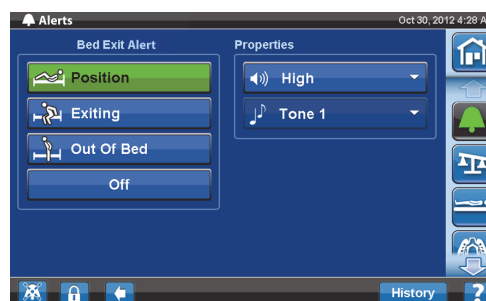 Alerts Oct 30, 2012 4:28 A
Bed Exit Alert Properties
Position High
Exiting Tone 1
Out Of Bed
Off
History ?